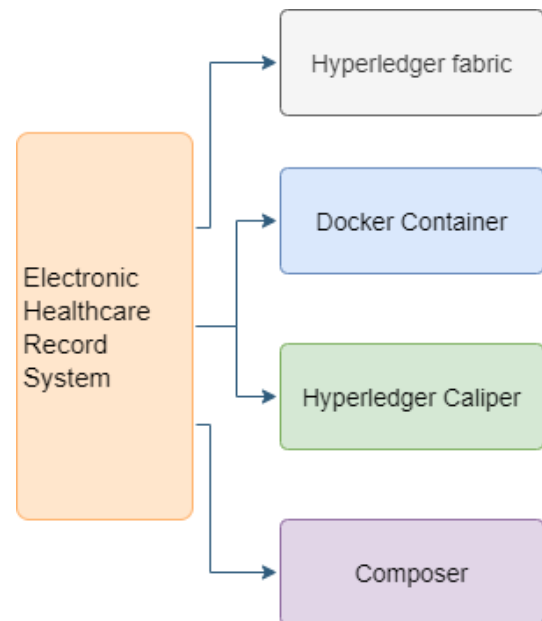 Hyperledger fabric
Docker Container
Electronic
Healthcare
Record
System
Hyperledger Caliper
Composer